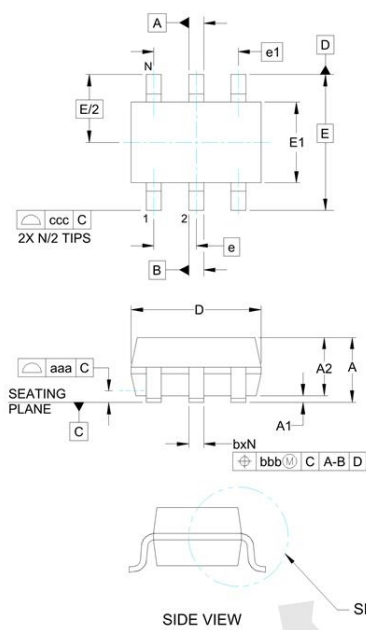 A
N
e1
D
E/2
E1
E
ccc C
2X N/2 TIPS
1
2
e
B
D
aaa C
SEATING
PLANE
C
A2
A
A1
bxN
bbb Ⓜ C A-B D
SIDE VIEW